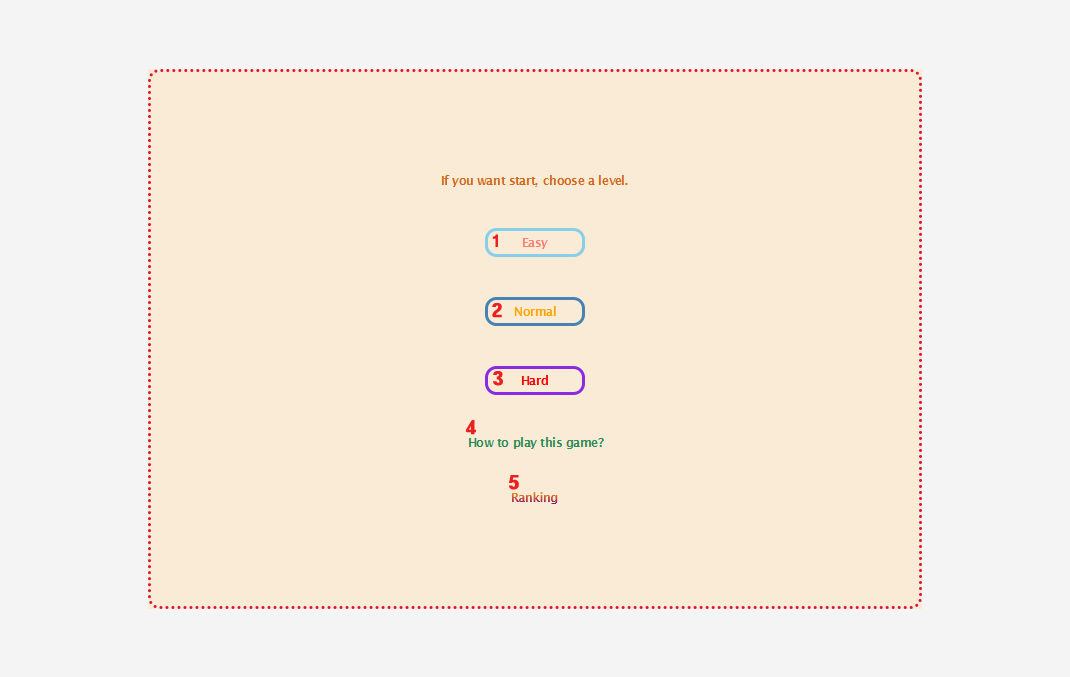 If you want start, choose a level.
1 Easy
2 Normal
3 Hard
4
How to play this game?
5
Ranking